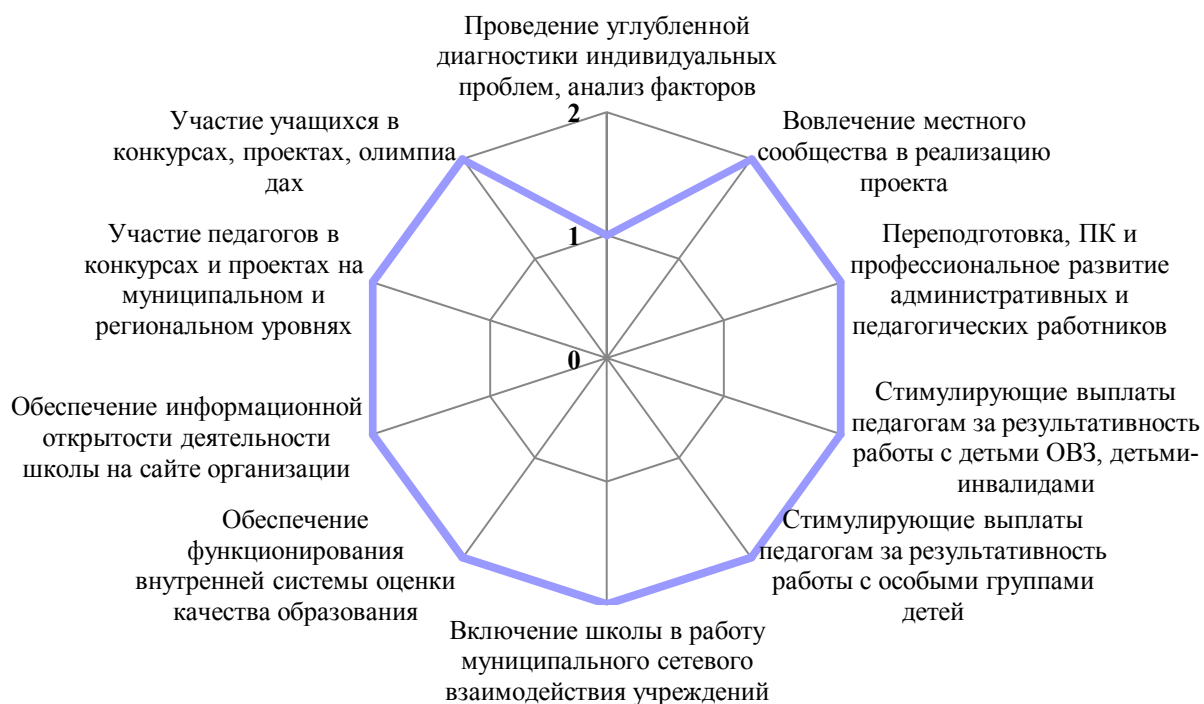 Проведение углубленной
диагностики индивидуальных
проблем, анализ факторов
2
Вовлечение местного
сообщества в реализацию
проекта
Переподготовка, ПК и
профессиональное развитие
административных и
педагогических работников
Стимулирующие выплаты
педагогам за результативность
работы с детьми ОВЗ, детьми-
инвалидами
Стимулирующие выплаты
педагогам за результативность
работы с особыми группами
детей
Включение школы в работу
муниципального сетевого
взаимодействия учреждений
Обеспечение
функционирования
внутренней системы оценки
качества образования
Обеспечение информационной
открытости деятельности
школы на сайте организации
Участие педагогов в
конкурсах и проектах на
муниципальном и
региональном уровнях
Участие учащихся в
конкурсах, проектах, олимпиа
дах
1
0